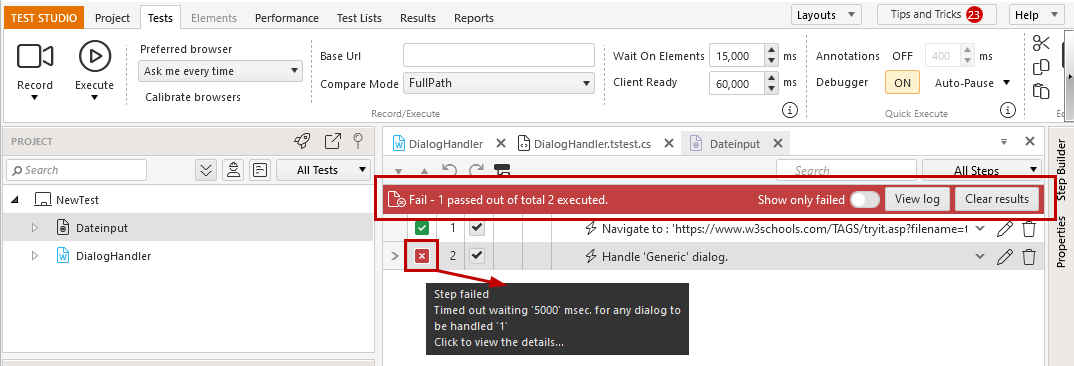 TEST STUDIO Project Tests Elements Performance Test Lists Results Reports Layouts Tips and Tricks 23 Help
Record
Execute
Preferred browser
Ask me every time
Calibrate browsers
Base Url
Compare Mode FullPath
Record/Execute
Wait On Elements 15,000 ms
Client Ready 60,000 ms
Annotations OFF 400 ms
Debugger ON Auto-Pause
Quick Execute
PROJECT
Search All Tests
NewTest
Dateinput
DialogHandler
DialogHandler DialogHandler.tstest.cs Dateinput
Search All Steps
Fail - 1 passed out of total 2 executed. Show only failed View log Clear results
1 Navigate to : 'https://www.w3schools.com/TAGS/tryit.asp?filename=t
2 Handle 'Generic' dialog.
Step failed
Timed out waiting '5000' msec. for any dialog to
be handled '1'
Click to view the details...
Step Builder
Properties